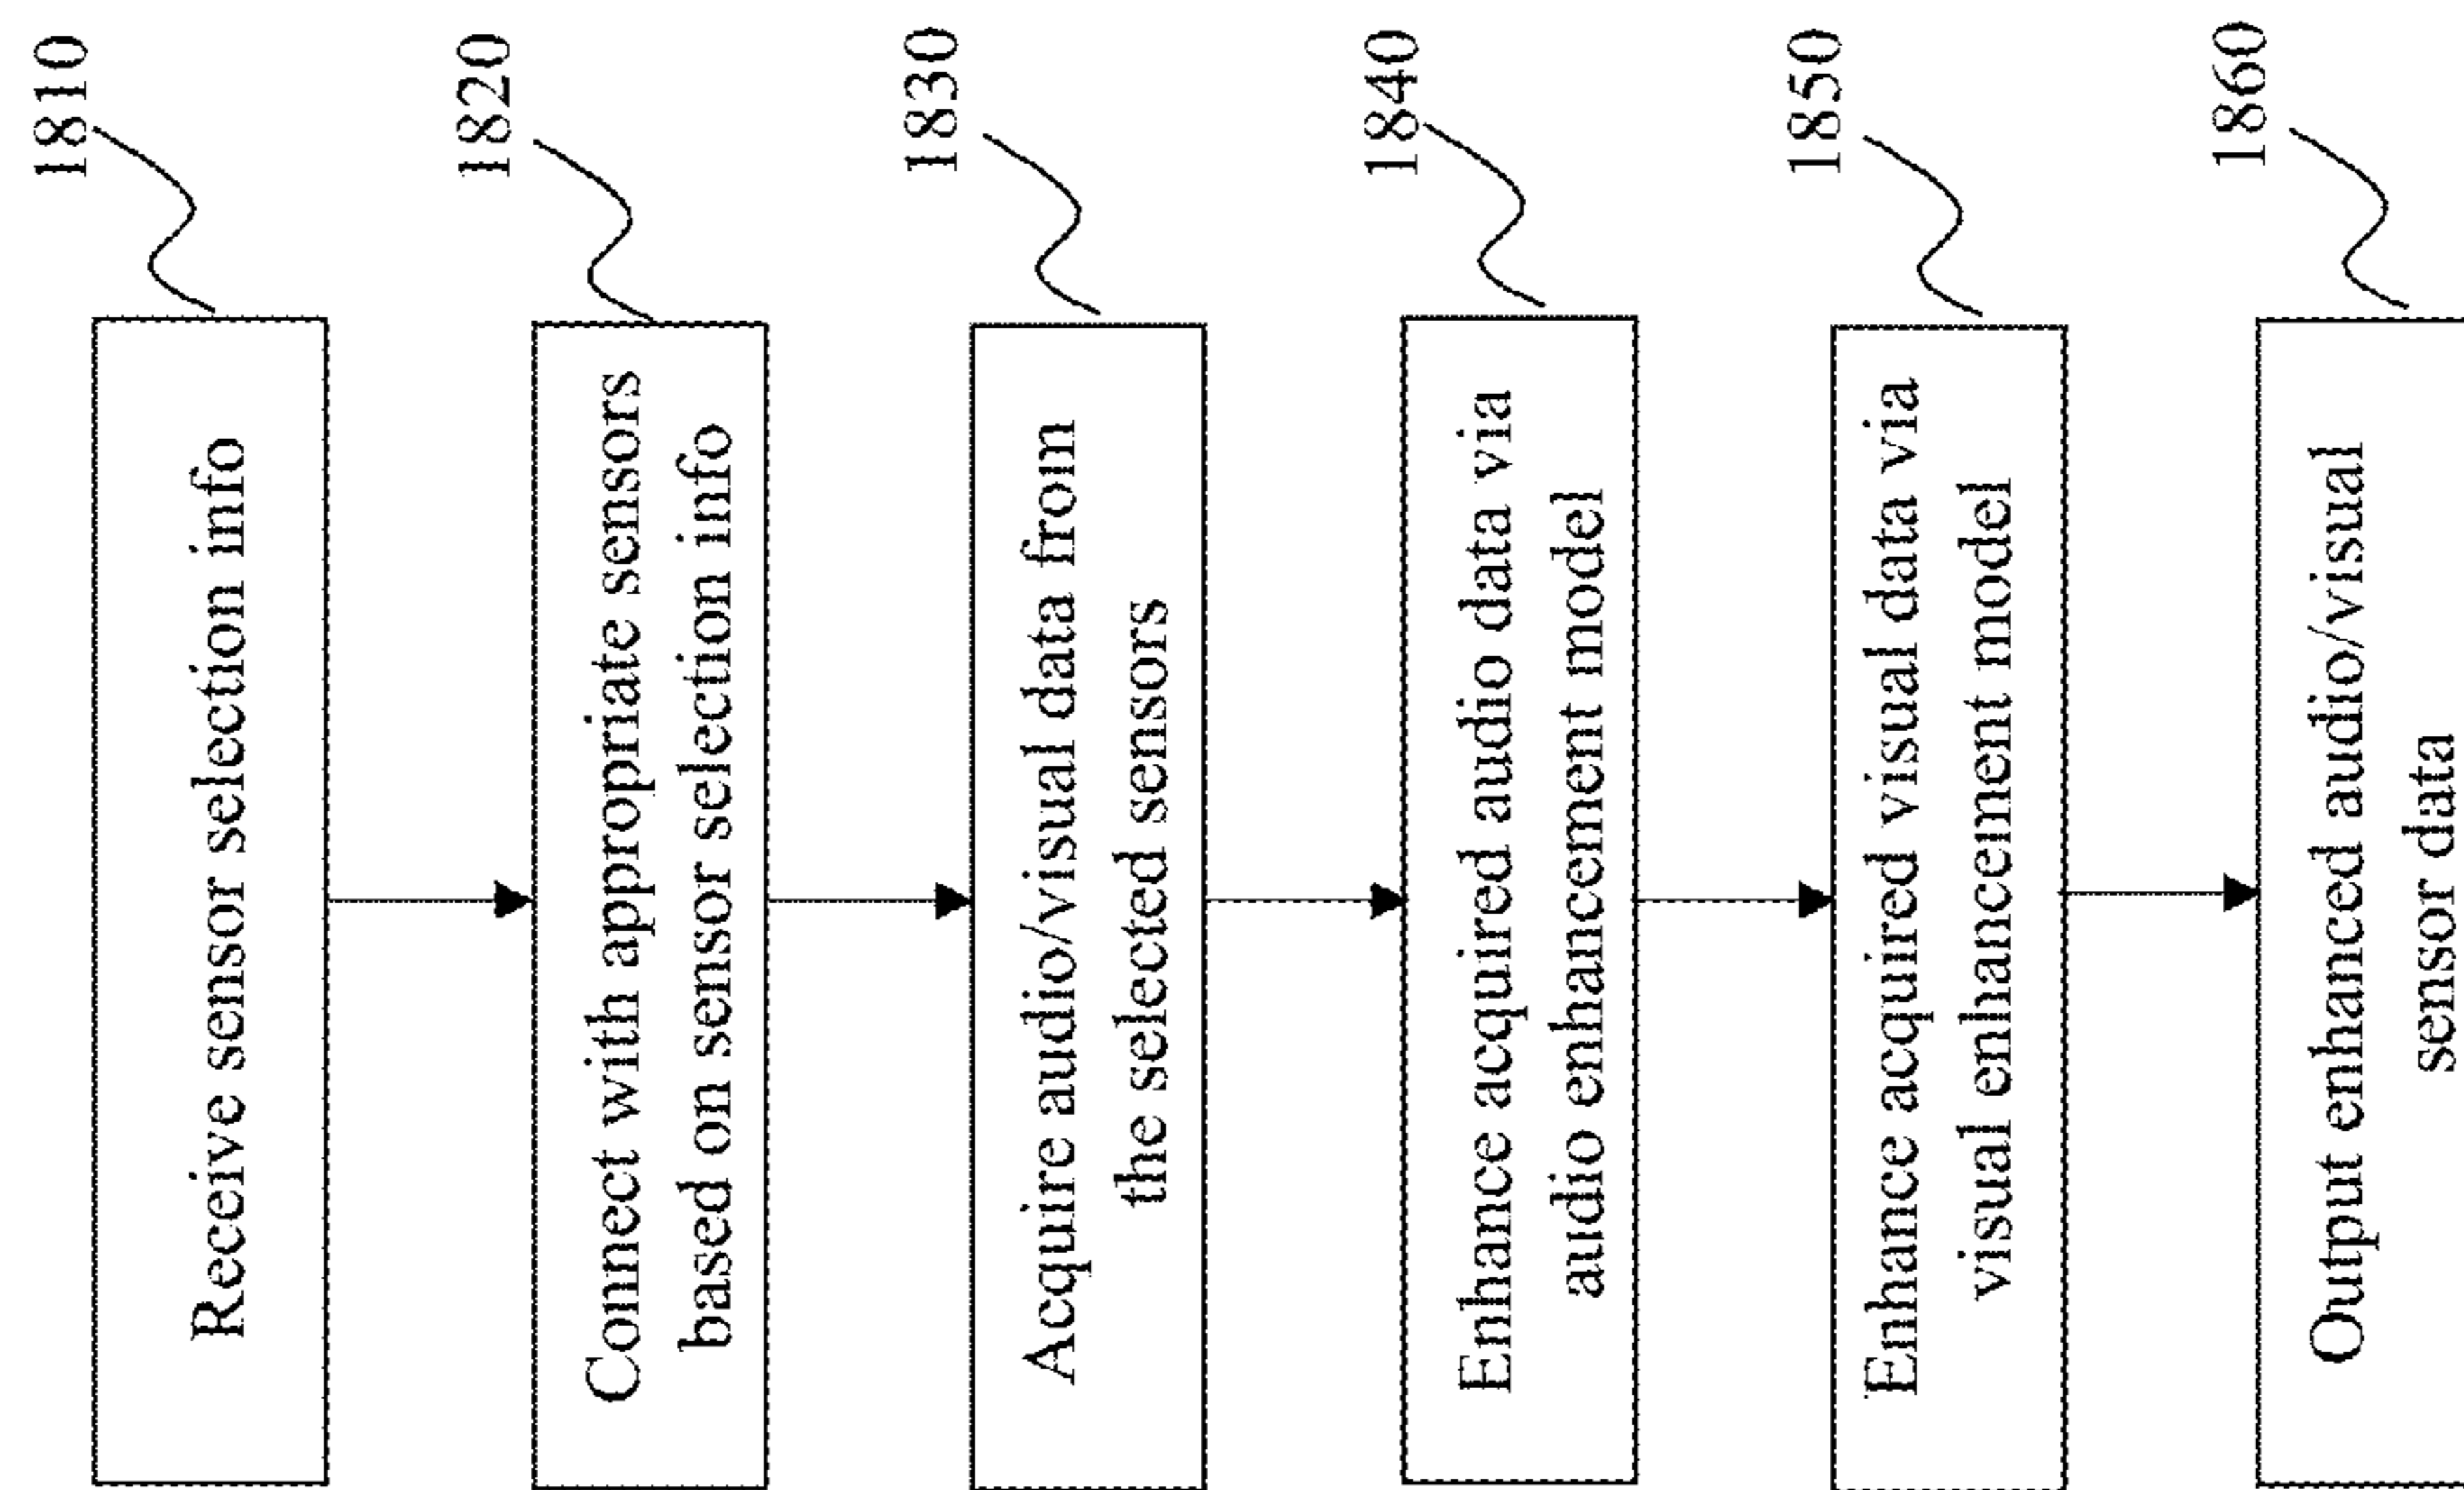 1810
Receive sensor selection info
1820
Connect with appropriate sensors
based on sensor selection info
1830
Acquire audio/visual data from
the selected sensors
1840
Enhance acquired audio data via
audio enhancement model
1850
Enhance acquired visual data via
visual enhancement model
1860
Output enhanced audio/visual
sensor data